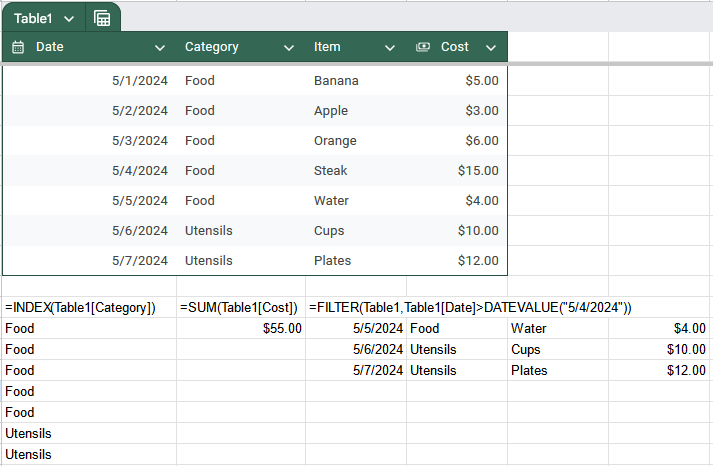 Table1
Date Category Item Cost
5/1/2024 Food Banana $5.00
5/2/2024 Food Apple $3.00
5/3/2024 Food Orange $6.00
5/4/2024 Food Steak $15.00
5/5/2024 Food Water $4.00
5/6/2024 Utensils Cups $10.00
5/7/2024 Utensils Plates $12.00
=INDEX(Table1[Category]) =SUM(Table1[Cost]) =FILTER(Table1,Table1[Date]>DATEVALUE("5/4/2024"))
Food $55.00 5/5/2024 Food Water $4.00
Food 5/6/2024 Utensils Cups $10.00
Food 5/7/2024 Utensils Plates $12.00
Food
Food
Utensils
Utensils